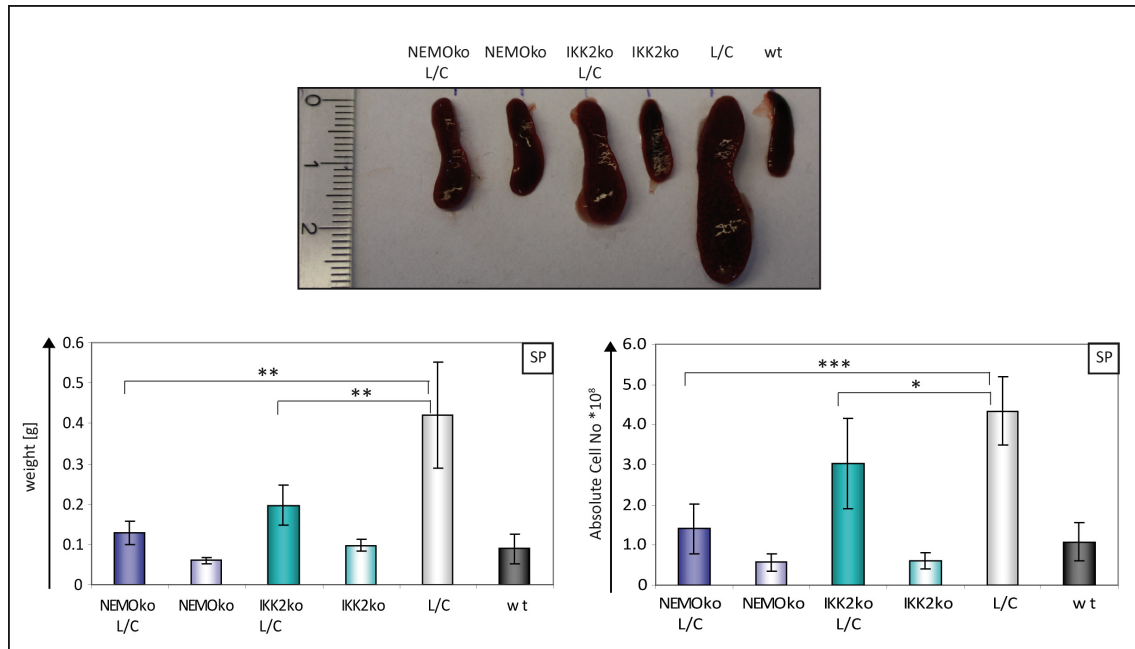 NEMOko NEMOko IKK2ko IKK2ko L/C wt
L/C L/C
0
1
2
0.6
0.5
0.4
0.3
0.2
0.1
0
weight [g]
SP
**
**
NEMOko NEMOko IKK2ko IKK2ko L/C w t
L/C L/C
6.0
5.0
4.0
3.0
2.0
1.0
0
Absolute Cell No *10⁸
SP
***
*
NEMOko NEMOko IKK2ko IKK2ko L/C w t
L/C L/C